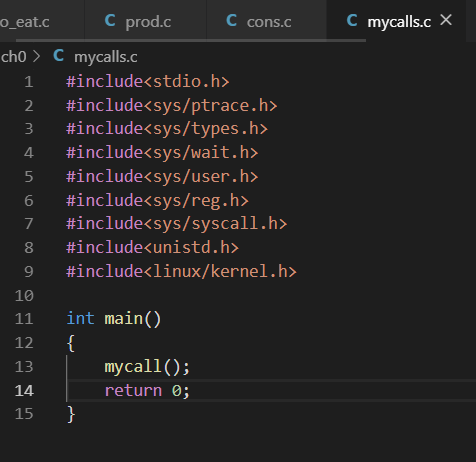 o_eat.c C prod.c C cons.c C mycalls.c ×
ch0 > C mycalls.c
1 #include<stdio.h>
2 #include<sys/ptrace.h>
3 #include<sys/types.h>
4 #include<sys/wait.h>
5 #include<sys/user.h>
6 #include<sys/reg.h>
7 #include<sys/syscall.h>
8 #include<unistd.h>
9 #include<linux/kernel.h>
10
11 int main()
12 {
13     mycall();
14     return 0;
15 }